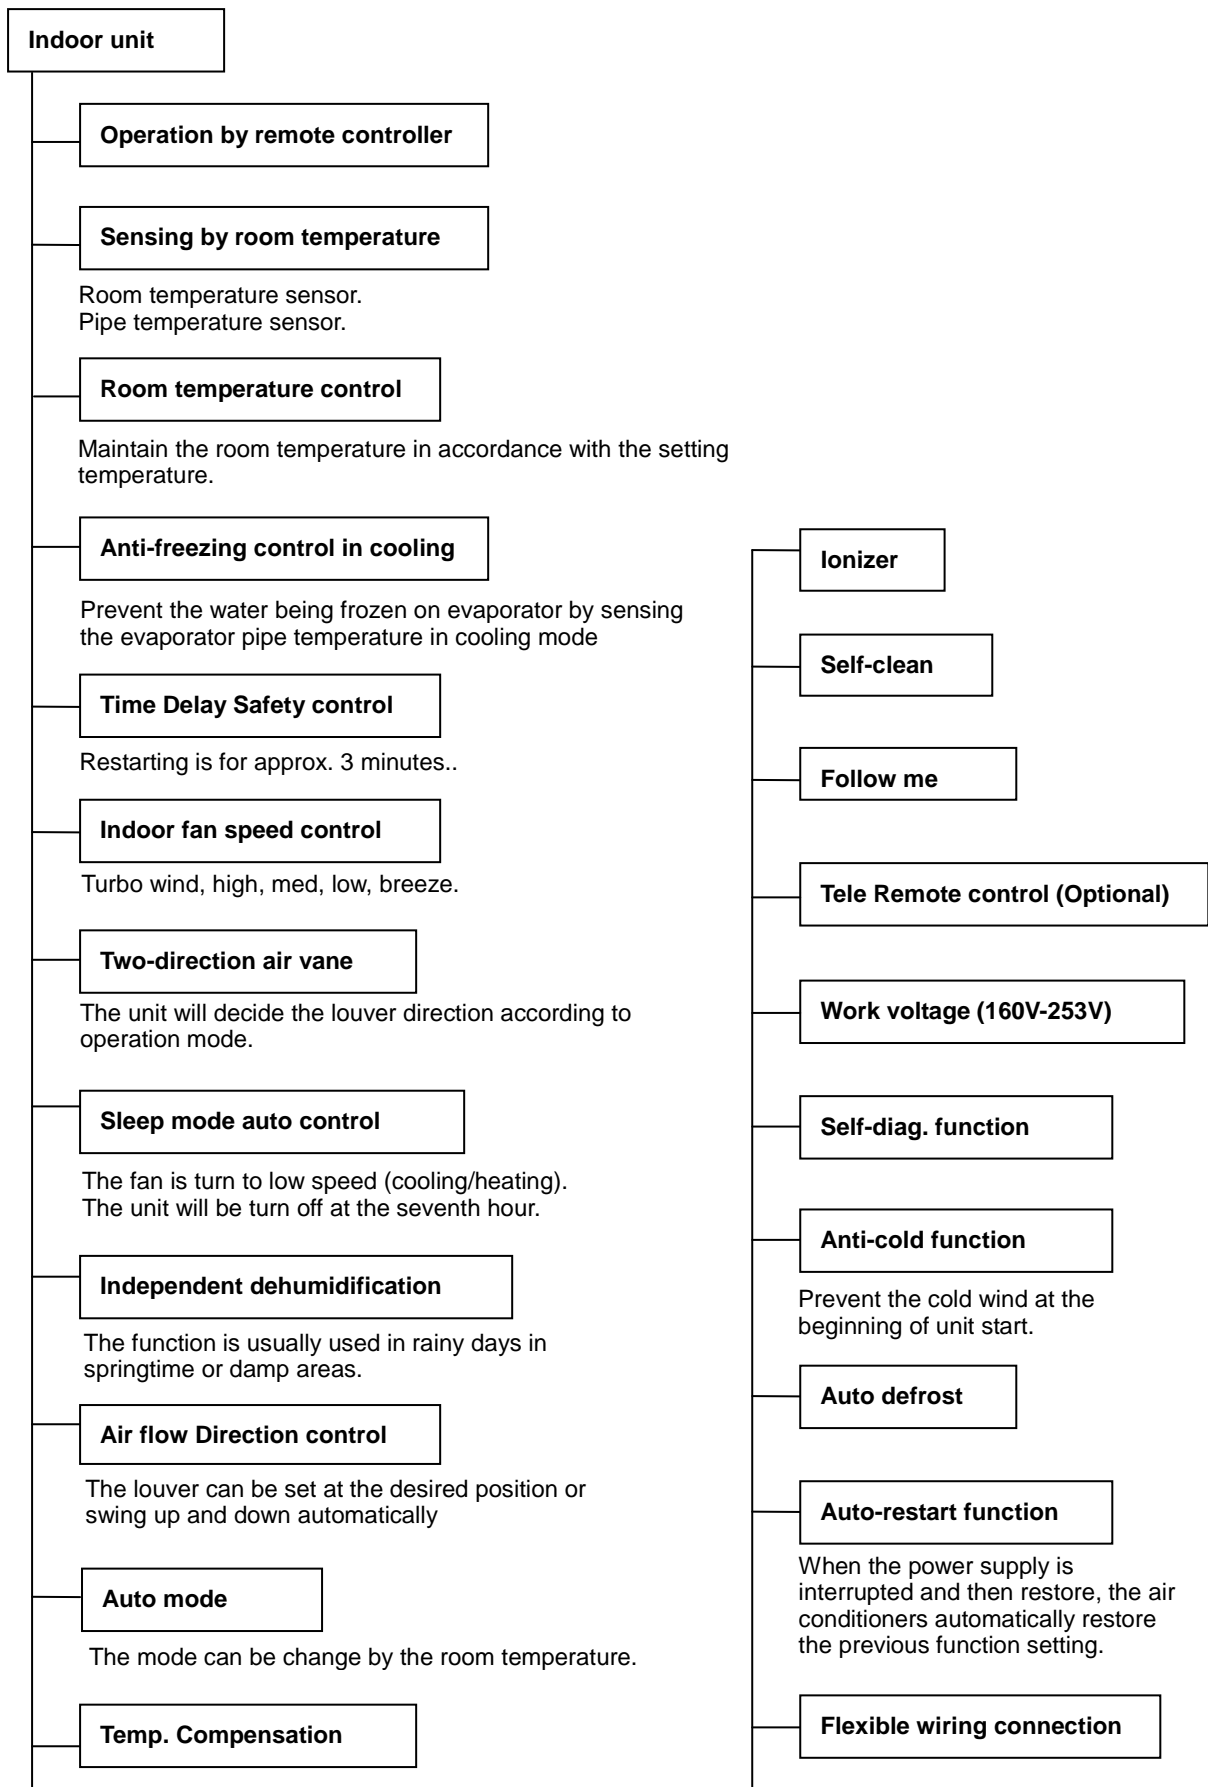 Indoor unit
Operation by remote controller
Sensing by room temperature
Room temperature sensor.
Pipe temperature sensor.
Room temperature control
Maintain the room temperature in accordance with the setting
temperature.
Anti-freezing control in cooling
Prevent the water being frozen on evaporator by sensing
the evaporator pipe temperature in cooling mode
Time Delay Safety control
Restarting is for approx. 3 minutes..
Indoor fan speed control
Turbo wind, high, med, low, breeze.
Two-direction air vane
The unit will decide the louver direction according to
operation mode.
Sleep mode auto control
The fan is turn to low speed (cooling/heating).
The unit will be turn off at the seventh hour.
Independent dehumidification
The function is usually used in rainy days in
springtime or damp areas.
Air flow Direction control
The louver can be set at the desired position or
swing up and down automatically
Auto mode
The mode can be change by the room temperature.
Temp. Compensation
Ionizer
Self-clean
Follow me
Tele Remote control (Optional)
Work voltage (160V-253V)
Self-diag. function
Anti-cold function
Prevent the cold wind at the
beginning of unit start.
Auto defrost
Auto-restart function
When the power supply is
interrupted and then restore, the air
conditioners automatically restore
the previous function setting.
Flexible wiring connection